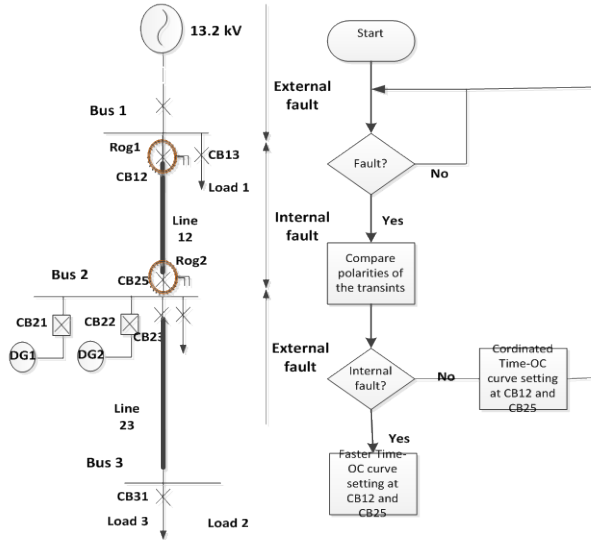 13.2 kV
Bus 1
Rog1
CB13
CB12
Load 1
Line
12
Rog2
Bus 2
CB25
CB21
CB22
CB23
DG1
DG2
Line
23
Bus 3
CB31
Load 3
Load 2
External
fault
Internal
fault
External
fault
Start
Fault?
No
Yes
Compare
polarities of
the transints
Internal
fault?
No
Cordinated
Time-OC
curve setting
at CB12 and
CB25
Yes
Faster Time-
OC curve
setting at
CB12 and
CB25